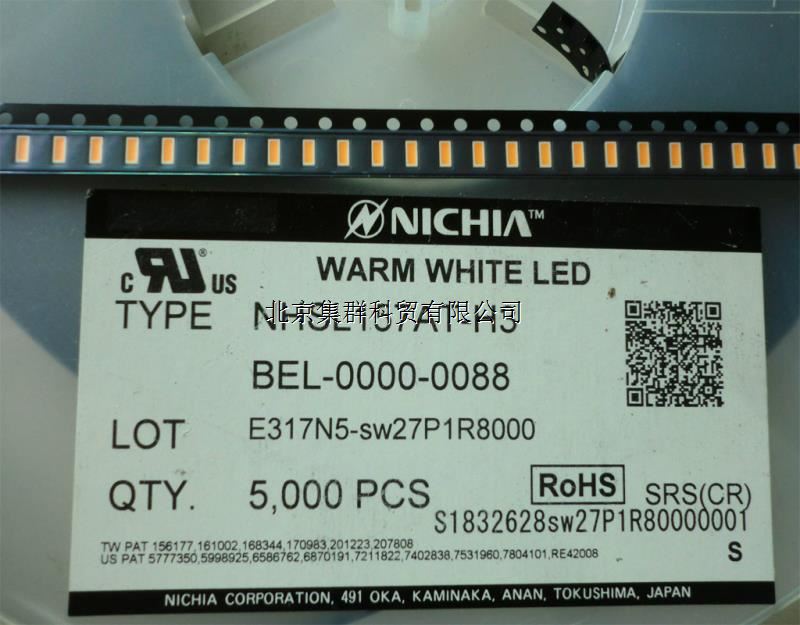 NICHIA™
c RU® US
WARM WHITE LED
TYPE
北京集群科贸有限公司
BEL-0000-0088
LOT E317N5-sw27P1R8000
QTY. 5,000 PCS
RoHS SRS(CR)
S1832628sw27P1R80000001
TW PAT 156177,161002,168344,170983,201223,207808
US PAT 5777350,5998925,6586762,6870191,7211822,7402838,7531960,7804101,RE42008
S
NICHIA CORPORATION, 491 OKA, KAMINAKA, ANAN, TOKUSHIMA, JAPAN